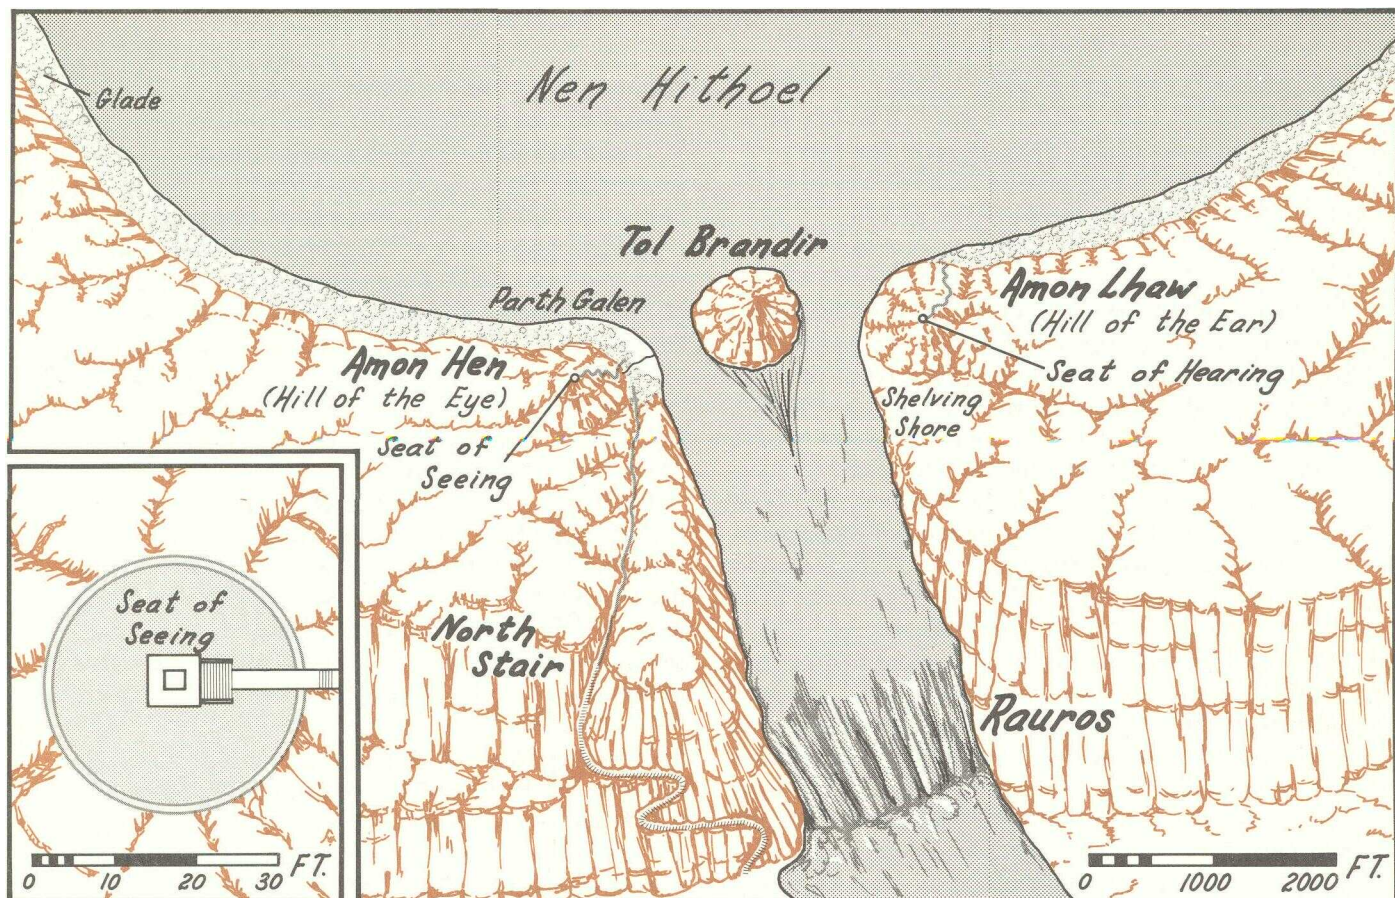 Glade
Nen Hithoel
Tol Brandir
Parth Galen
Amon Lhaw
(Hill of the Ear)
Seat of Hearing
Amon Hen
(Hill of the Eye)
Shelving
Shore
Seat of
Seeing
North
Stair
Rauros
Seat of
Seeing
0 10 20 30 FT.
0 1000 2000 FT.